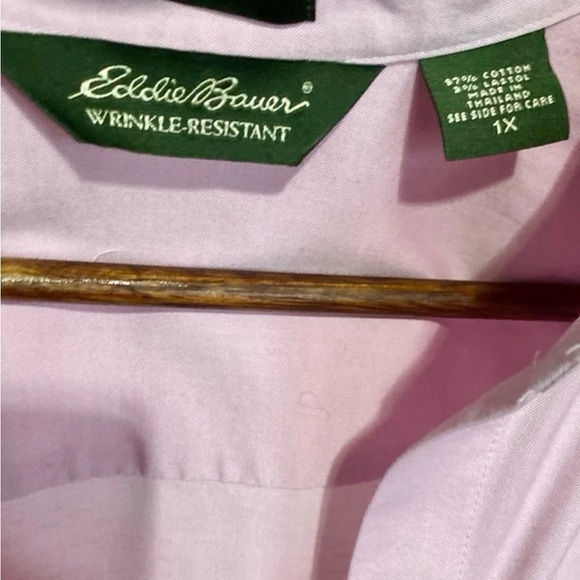 Eddie Bauer®
WRINKLE-RESISTANT
97% COTTON
3% LASTOL
MADE IN
THAILAND
SEE SIDE FOR CARE
1X